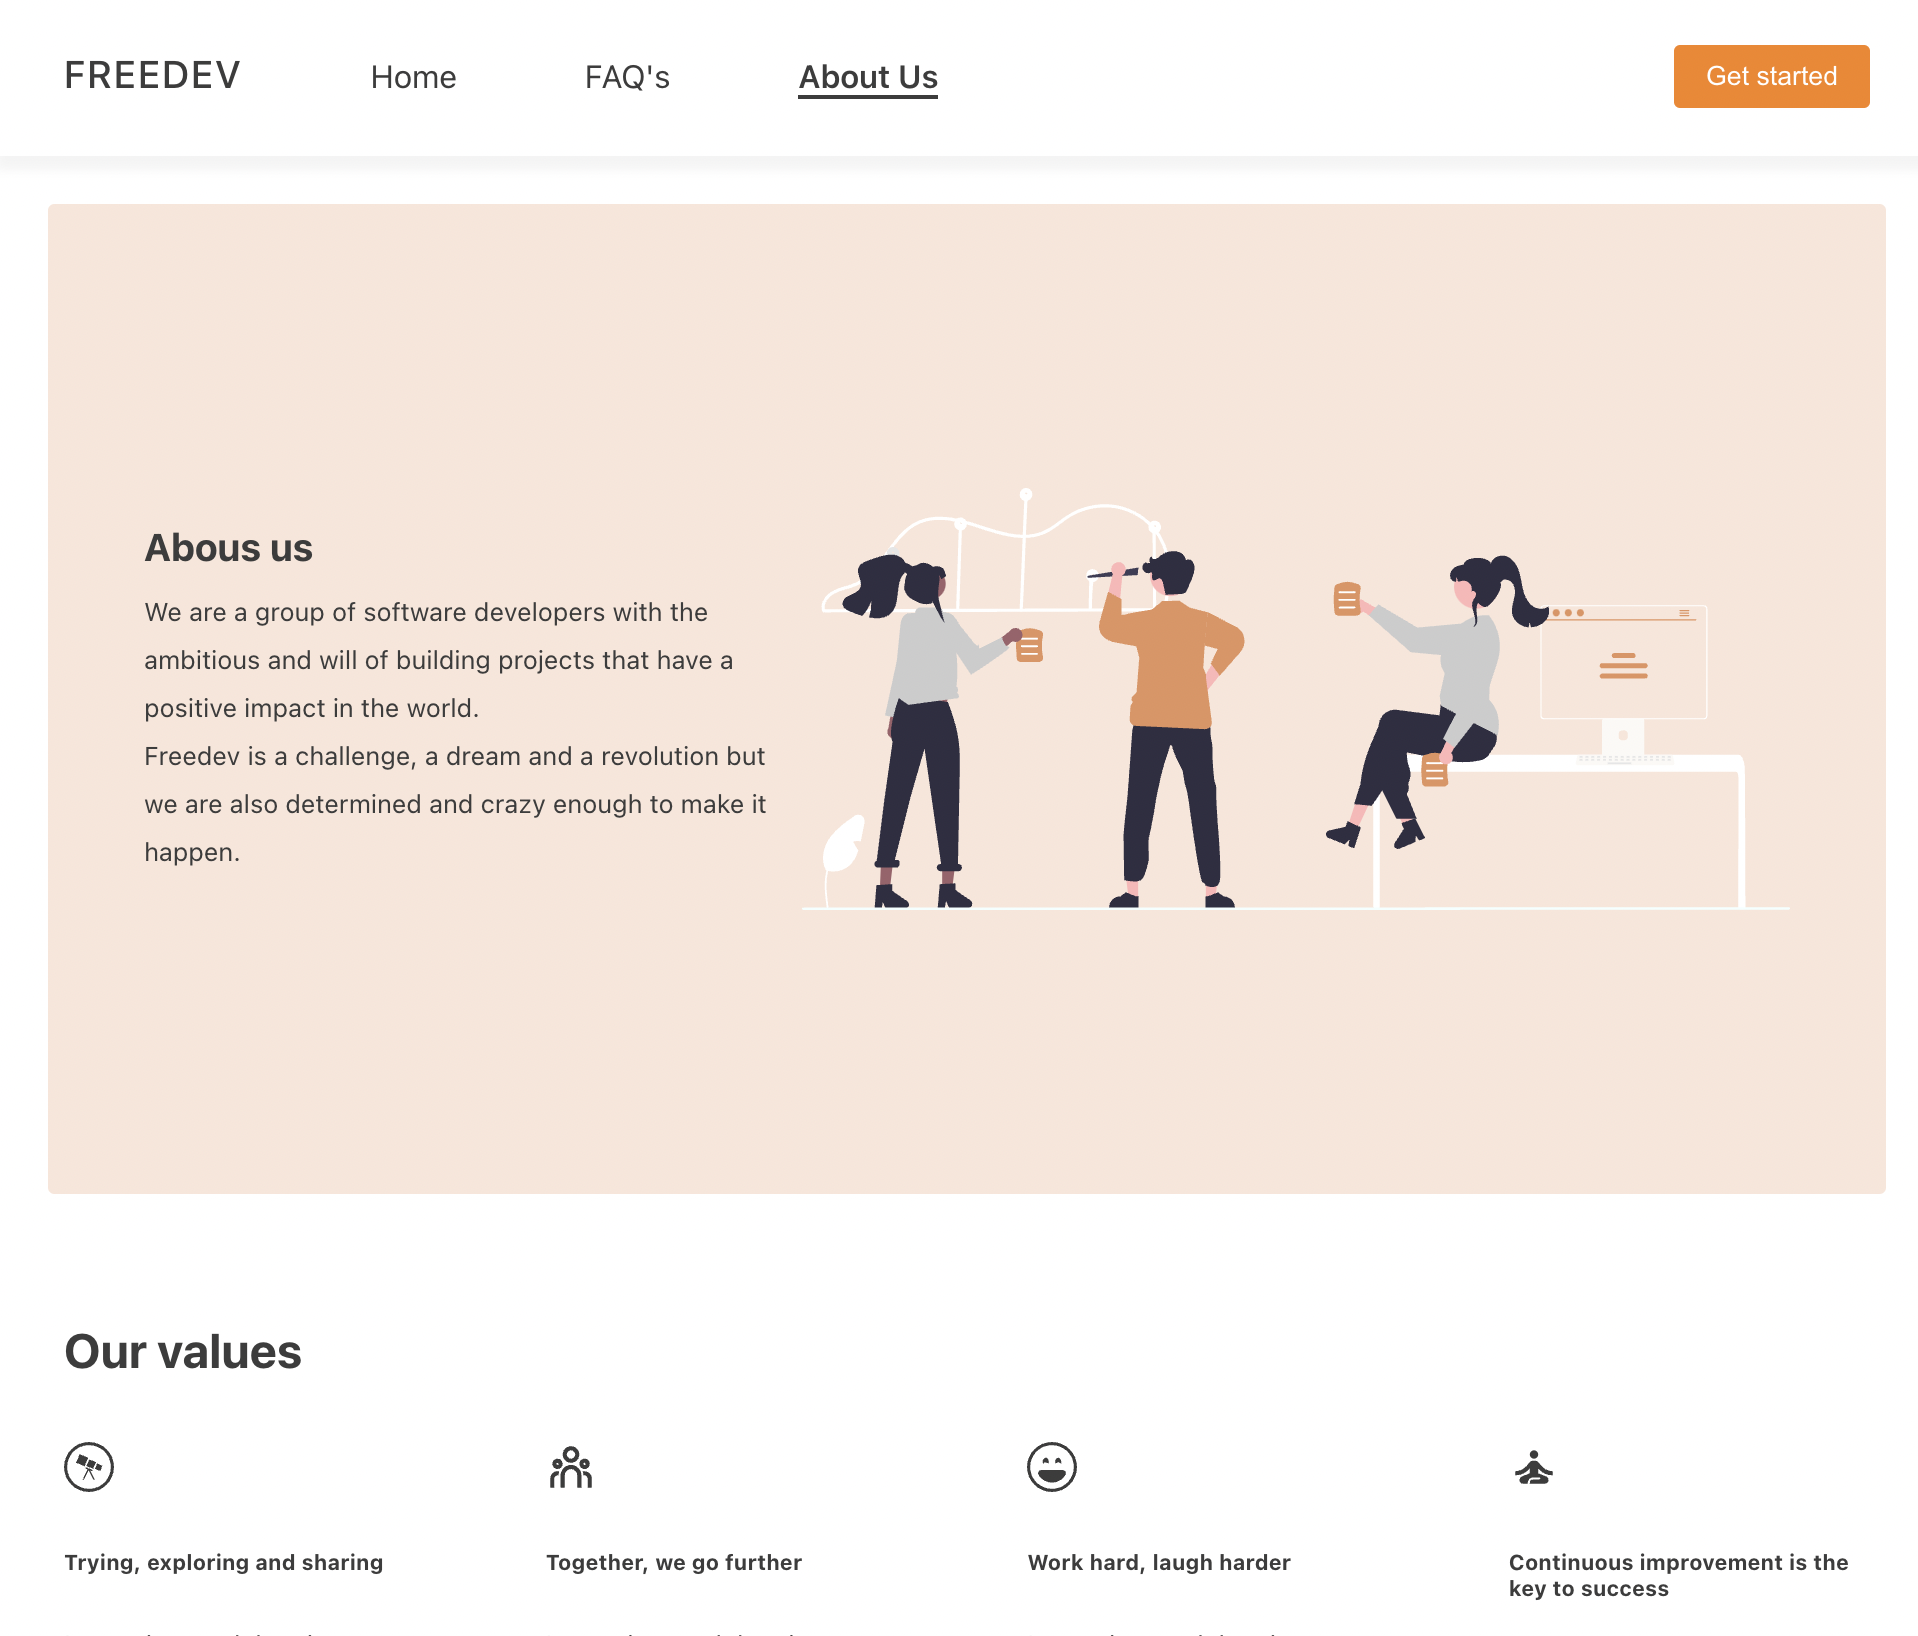 FREEDEV
Home
FAQ's
About Us
Get started
Abous us
We are a group of software developers with the
ambitious and will of building projects that have a
positive impact in the world.
Freedev is a challenge, a dream and a revolution but
we are also determined and crazy enough to make it
happen.
Our values
Trying, exploring and sharing
Together, we go further
Work hard, laugh harder
Continuous improvement is the
key to success